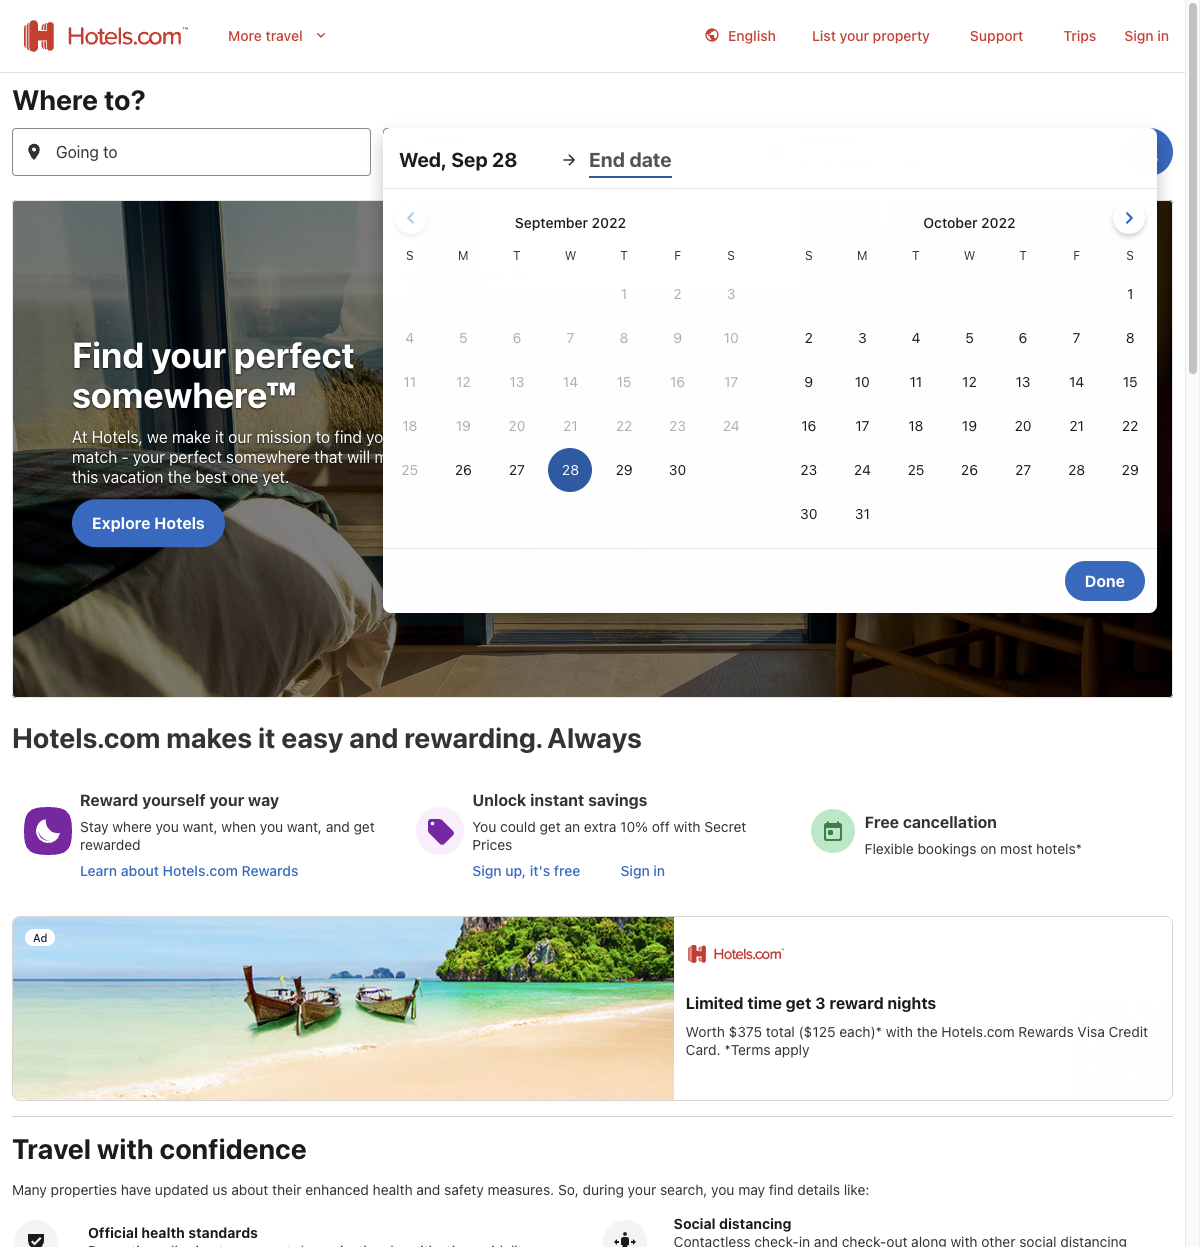 Hotels.com™
More travel
English
List your property
Support
Trips
Sign in
Where to?
Going to
Wed, Sep 28
End date
September 2022
S M T W T F S
1 2 3
4 5 6 7 8 9 10
11 12 13 14 15 16 17
18 19 20 21 22 23 24
25 26 27 28 29 30
October 2022
S M T W T F S
1
2 3 4 5 6 7 8
9 10 11 12 13 14 15
16 17 18 19 20 21 22
23 24 25 26 27 28 29
30 31
Done
Find your perfect
somewhere™
At Hotels, we make it our mission to find yo
match - your perfect somewhere that will
this vacation the best one yet.
Explore Hotels
Hotels.com makes it easy and rewarding. Always
Reward yourself your way
Stay where you want, when you want, and get
rewarded
Learn about Hotels.com Rewards
Unlock instant savings
You could get an extra 10% off with Secret
Prices
Sign up, it's free
Sign in
Free cancellation
Flexible bookings on most hotels*
Ad
Hotels.com
Limited time get 3 reward nights
Worth $375 total ($125 each)* with the Hotels.com Rewards Visa Credit
Card. *Terms apply
Travel with confidence
Many properties have updated us about their enhanced health and safety measures. So, during your search, you may find details like:
Official health standards
Social distancing
Contactless check-in and check-out along with other social distancing